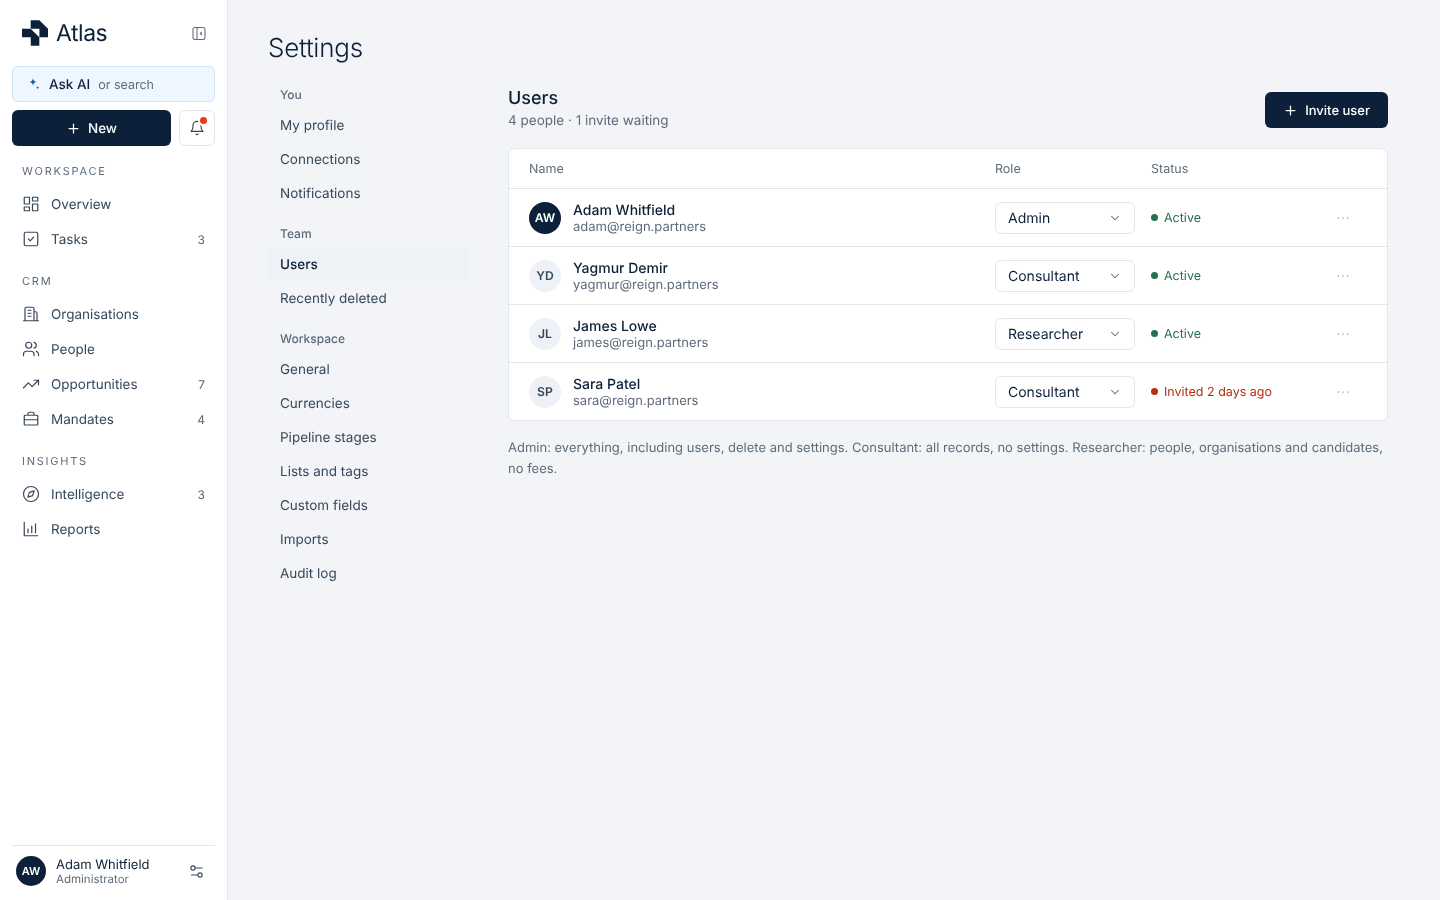 Atlas
Ask AI or search
New
WORKSPACE
Overview
Tasks 3
CRM
Organisations
People
Opportunities 7
Mandates 4
INSIGHTS
Intelligence 3
Reports
AW Adam Whitfield
Administrator
Settings
You
My profile
Connections
Notifications
Team
Users
Recently deleted
Workspace
General
Currencies
Pipeline stages
Lists and tags
Custom fields
Imports
Audit log
Users
4 people · 1 invite waiting
Invite user
Name Role Status
AW Adam Whitfield Admin Active
adam@reign.partners
YD Yagmur Demir Consultant Active
yagmur@reign.partners
JL James Lowe Researcher Active
james@reign.partners
SP Sara Patel Consultant Invited 2 days ago
sara@reign.partners
Admin: everything, including users, delete and settings. Consultant: all records, no settings. Researcher: people, organisations and candidates,
no fees.